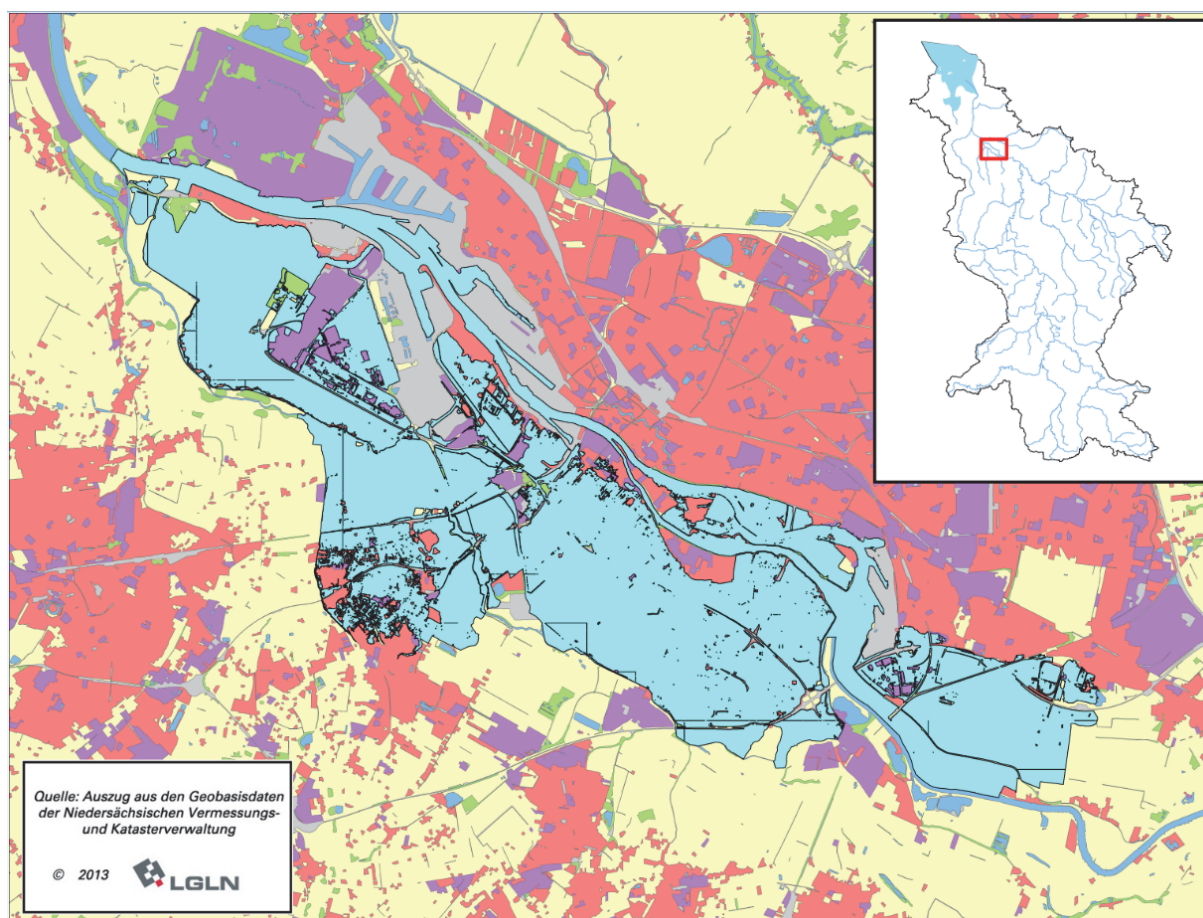 Quelle: Auszug aus den Geobasisdaten
der Niedersächsischen Vermessungs-
und Katasterverwaltung
© 2013 LGLN